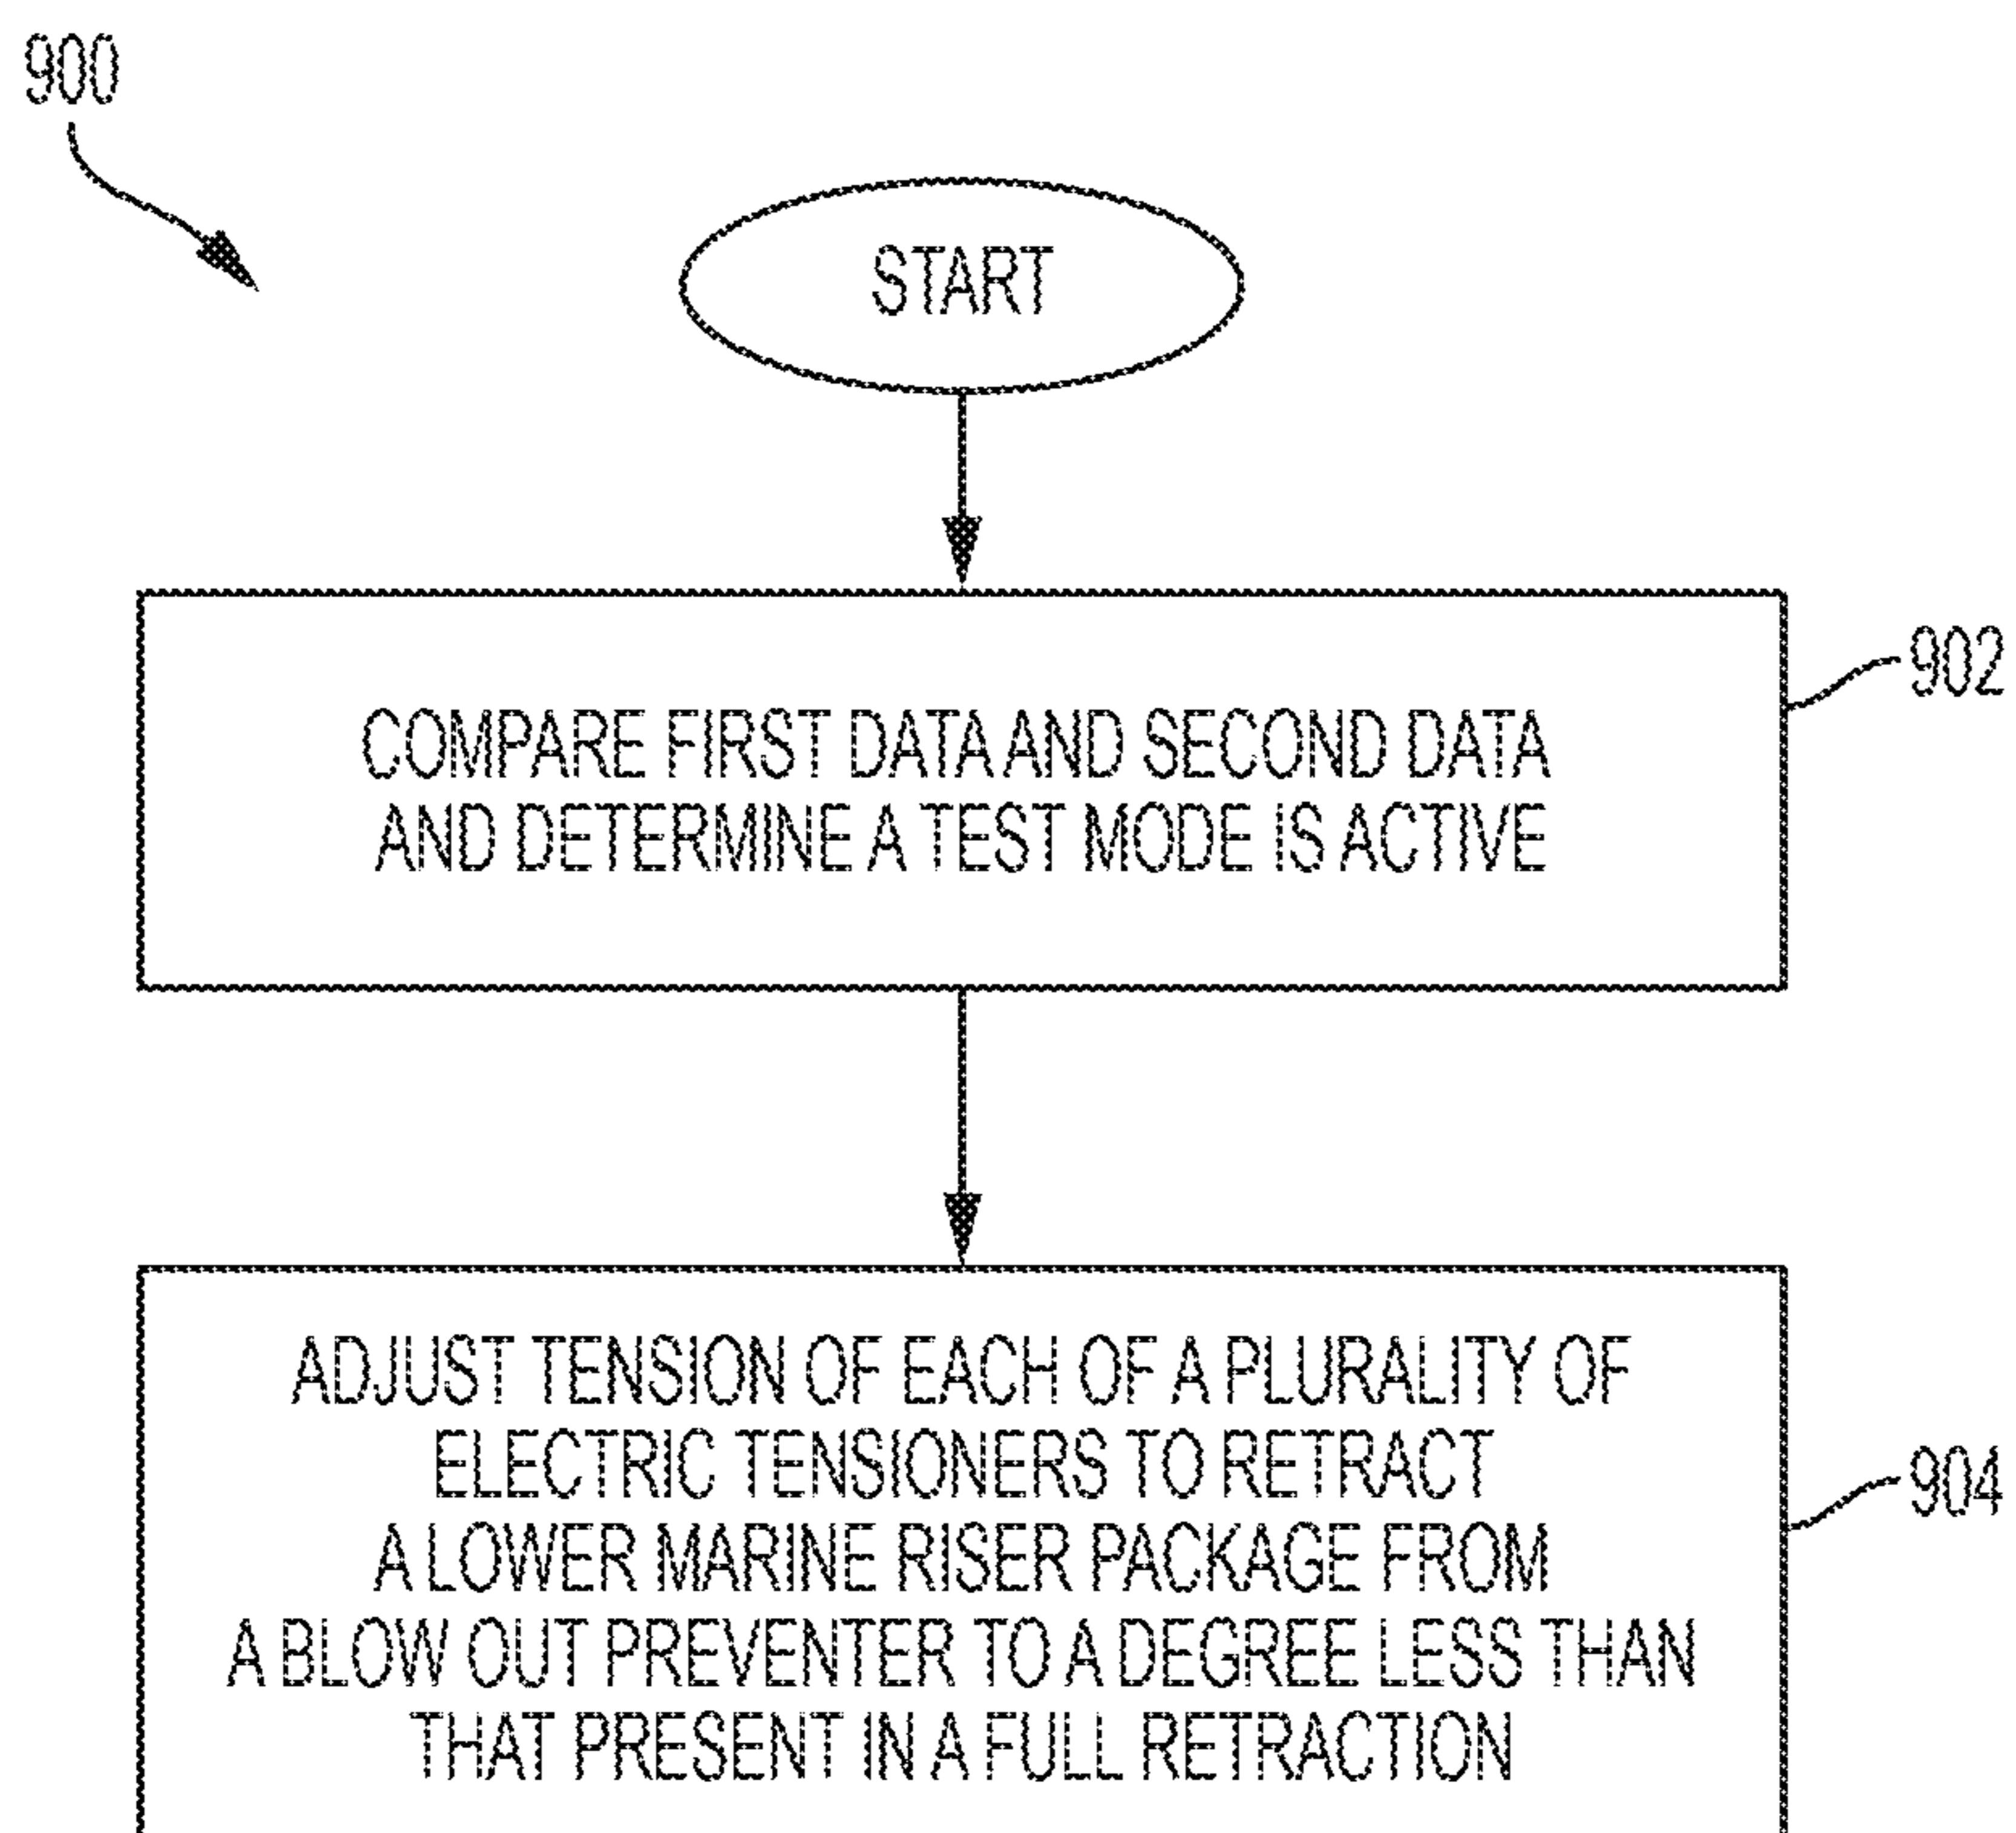 900
START
COMPARE FIRST DATA AND SECOND DATA
AND DETERMINE A TEST MODE IS ACTIVE
902
ADJUST TENSION OF EACH OF A PLURALITY OF
ELECTRIC TENSIONERS TO RETRACT
A LOWER MARINE RISER PACKAGE FROM
A BLOW OUT PREVENTER TO A DEGREE LESS THAN
THAT PRESENT IN A FULL RETRACTION
904